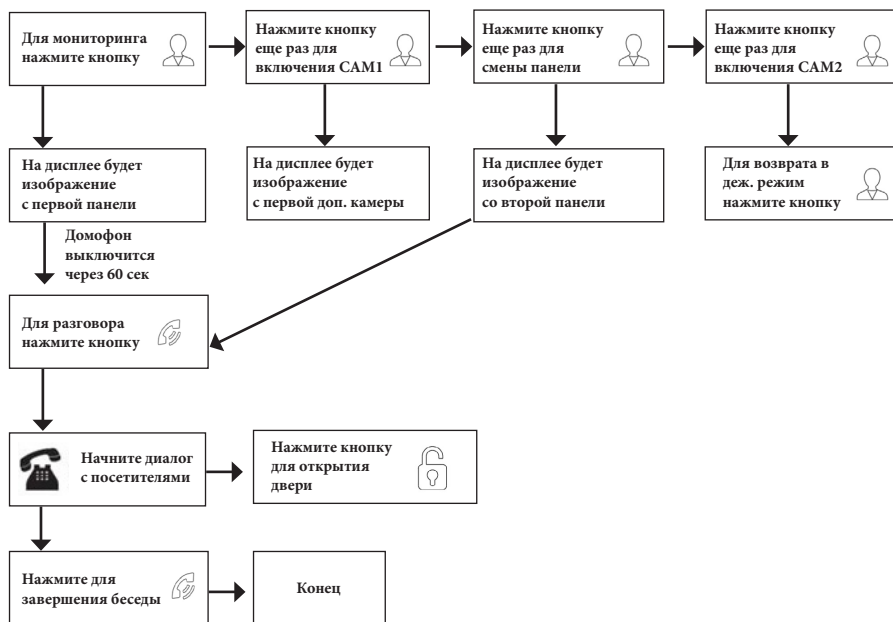 Для мониторинга
нажмите кнопку
Нажмите кнопку
еще раз для
включения CAM1
Нажмите кнопку
еще раз для
смены панели
Нажмите кнопку
еще раз для
включения CAM2
На дисплее будет
изображение
с первой панели
На дисплее будет
изображение
с первой доп. камеры
На дисплее будет
изображение
со второй панели
Для возврата в
деж. режим
нажмите кнопку
Домофон
выключится
через 60 сек
Для разговора
нажмите кнопку
Начните диалог
с посетителями
Нажмите кнопку
для открытия
двери
Нажмите для
завершения беседы
Конец